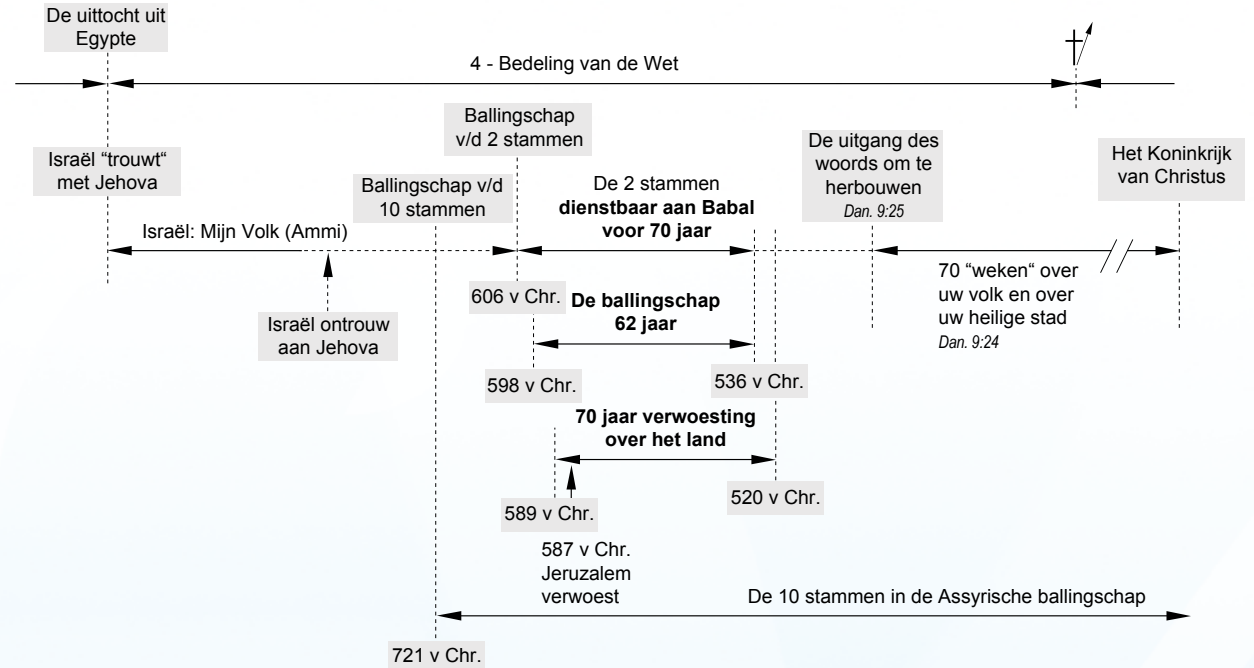 De uittocht uit
Egypte
4 - Bedeling van de Wet
Israël “trouwt“
met Jehova
Ballingschap
v/d 2 stammen
Ballingschap v/d
10 stammen
De 2 stammen
dienstbaar aan Babal
voor 70 jaar
De uitgang des
woords om te
herbouwen
Dan. 9:25
Het Koninkrijk
van Christus
Israël: Mijn Volk (Ammi)
Israël ontrouw
aan Jehova
606 v Chr.
De ballingschap
62 jaar
70 “weken“ over
uw volk en over
uw heilige stad
Dan. 9:24
598 v Chr.
536 v Chr.
70 jaar verwoesting
over het land
589 v Chr.
520 v Chr.
587 v Chr.
Jeruzalem
verwoest
De 10 stammen in de Assyrische ballingschap
721 v Chr.